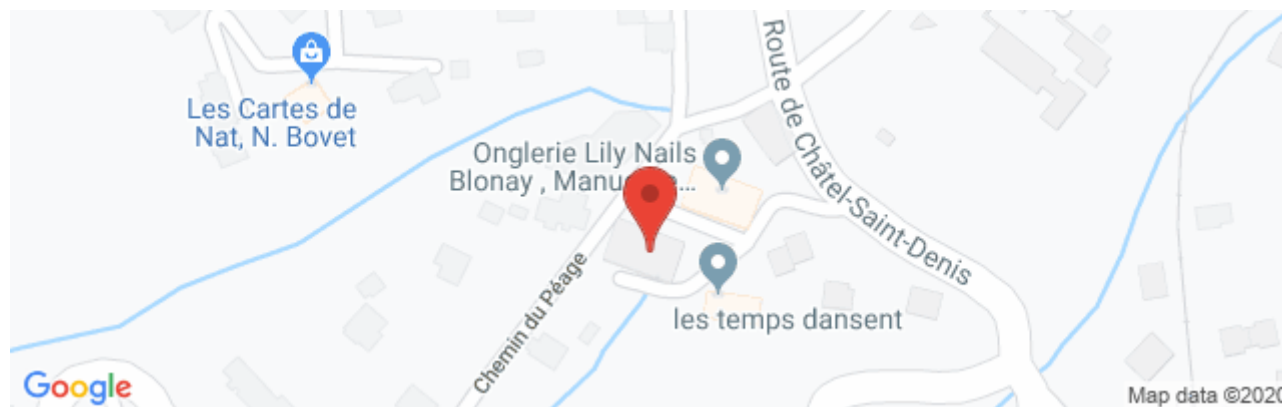 Les Cartes de
Nat, N. Bovet
Onglerie Lily Nails
Blonay , Manu
Route de Châtel-Saint-Denis
Chemin du Péage
les temps dansent
Google
Map data ©2020